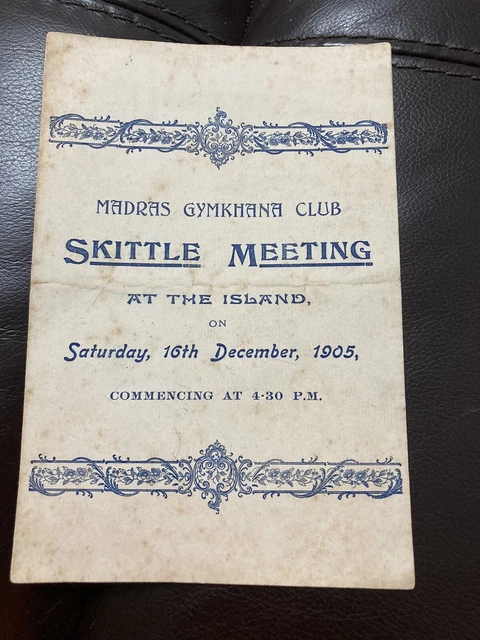 MADRAS GYMKHANA CLUB
SKITTLE MEETING
AT THE ISLAND,
ON
Saturday, 16th December, 1905,
COMMENCING AT 4-30 P.M.